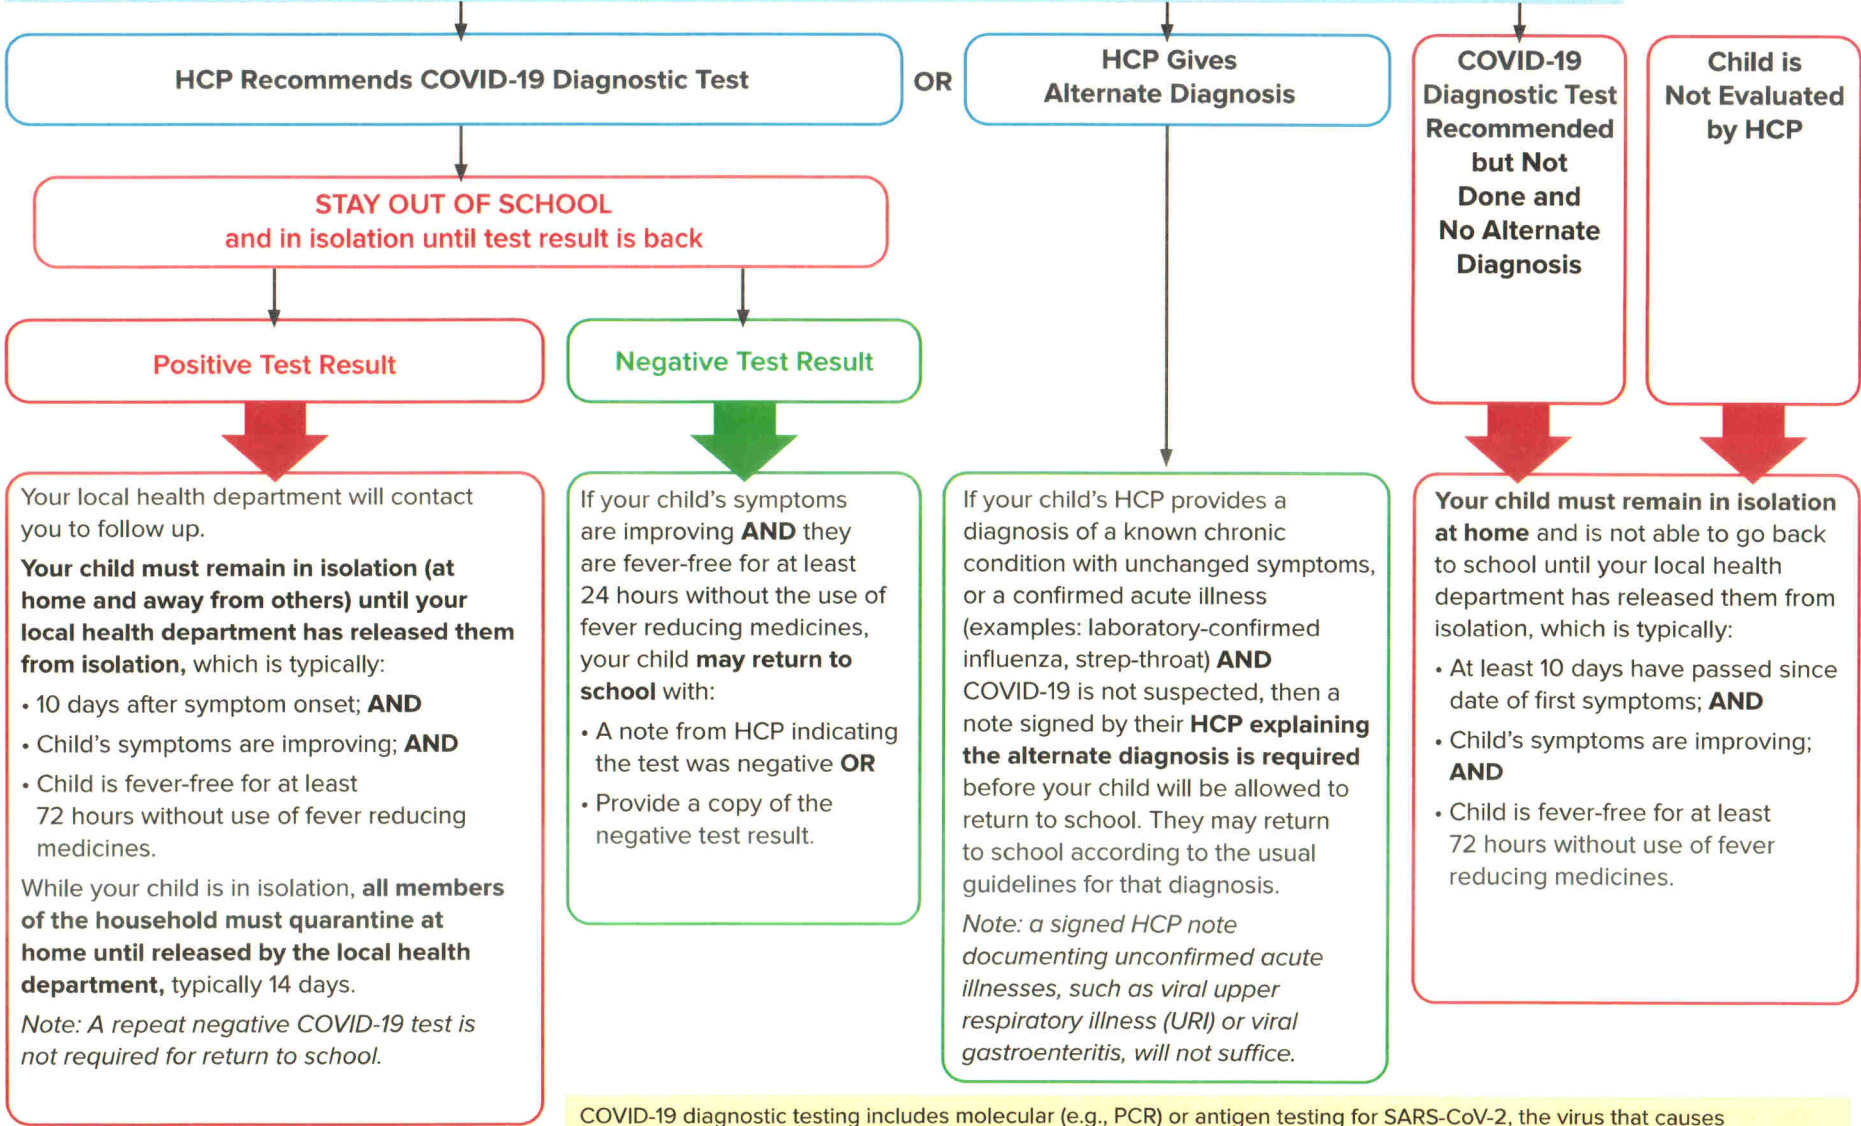 HCP Recommends COVID-19 Diagnostic Test
OR
HCP Gives
Alternate Diagnosis
COVID-19
Diagnostic Test
Recommended
but Not
Done and
No Alternate
Diagnosis
Child is
Not Evaluated
by HCP
STAY OUT OF SCHOOL
and in isolation until test result is back
Positive Test Result
Negative Test Result
Your local health department will contact
you to follow up.
Your child must remain in isolation (at
home and away from others) until your
local health department has released them
from isolation, which is typically:
• 10 days after symptom onset; AND
• Child's symptoms are improving; AND
• Child is fever-free for at least
72 hours without use of fever reducing
medicines.
While your child is in isolation, all members
of the household must quarantine at
home until released by the local health
department, typically 14 days.
Note: A repeat negative COVID-19 test is
not required for return to school.
If your child's symptoms
are improving AND they
are fever-free for at least
24 hours without the use of
fever reducing medicines,
your child may return to
school with:
• A note from HCP indicating
the test was negative OR
• Provide a copy of the
negative test result.
If your child's HCP provides a
diagnosis of a known chronic
condition with unchanged symptoms,
or a confirmed acute illness
(examples: laboratory-confirmed
influenza, strep-throat) AND
COVID-19 is not suspected, then a
note signed by their HCP explaining
the alternate diagnosis is required
before your child will be allowed to
return to school. They may return
to school according to the usual
guidelines for that diagnosis.
Note: a signed HCP note
documenting unconfirmed acute
illnesses, such as viral upper
respiratory illness (URI) or viral
gastroenteritis, will not suffice.
Your child must remain in isolation
at home and is not able to go back
to school until your local health
department has released them from
isolation, which is typically:
• At least 10 days have passed since
date of first symptoms; AND
• Child's symptoms are improving;
AND
• Child is fever-free for at least
72 hours without use of fever
reducing medicines.
COVID-19 diagnostic testing includes molecular (e.g., PCR) or antigen testing for SARS-CoV-2, the virus that causes